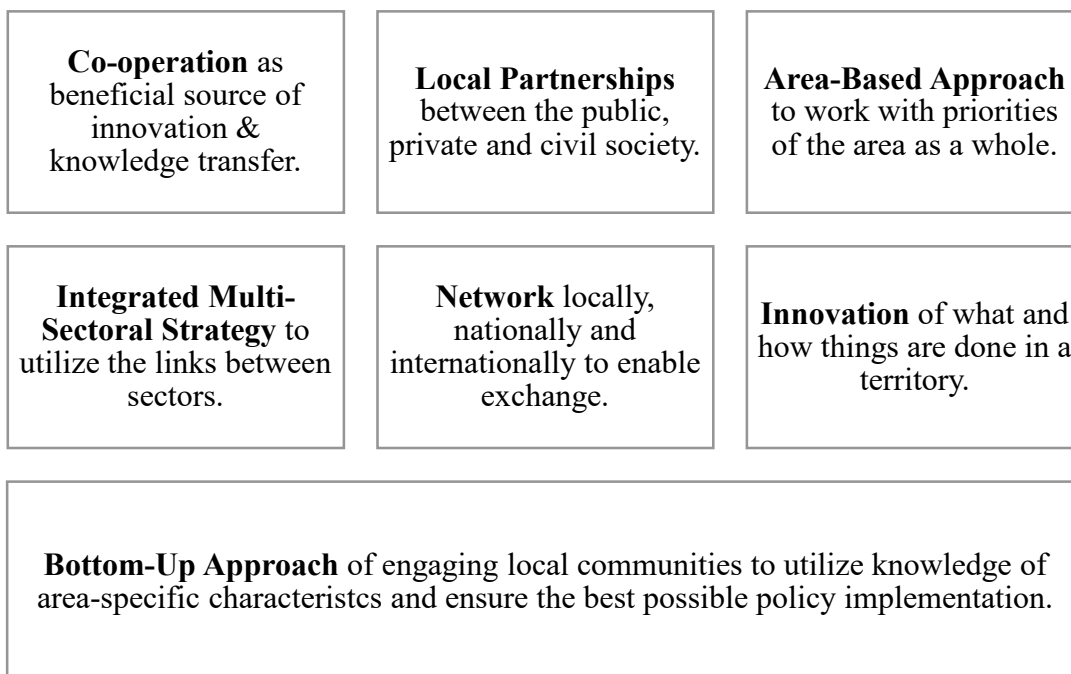 Co-operation as
beneficial source of
innovation &
knowledge transfer.
Local Partnerships
between the public,
private and civil society.
Area-Based Approach
to work with priorities
of the area as a whole.
Integrated Multi-
Sectoral Strategy to
utilize the links between
sectors.
Network locally,
nationally and
internationally to enable
exchange.
Innovation of what and
how things are done in a
territory.
Bottom-Up Approach of engaging local communities to utilize knowledge of
area-specific characteristcs and ensure the best possible policy implementation.